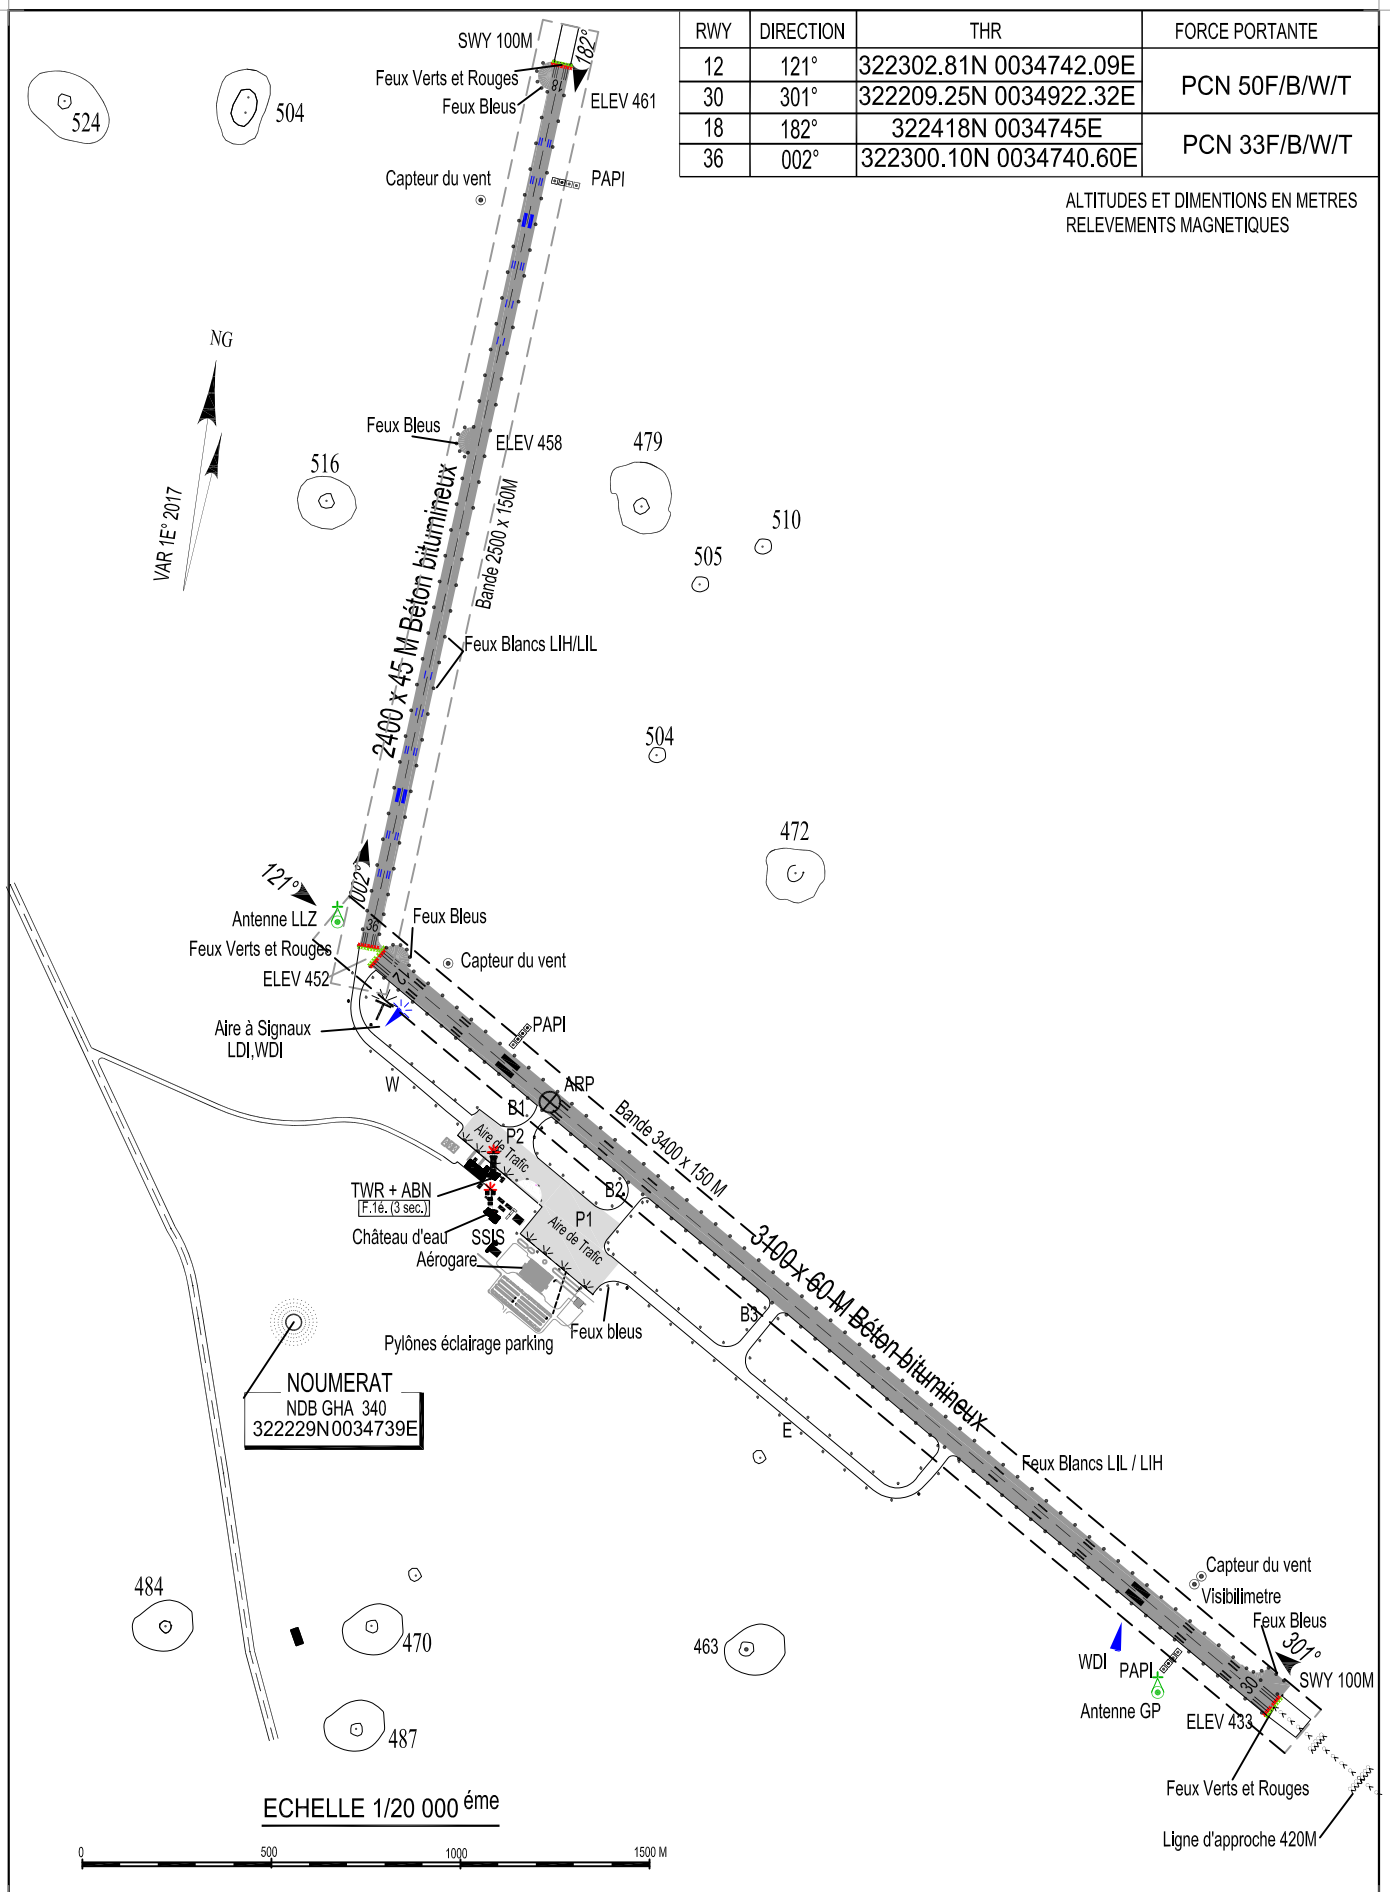 RWY DIRECTION THR FORCE PORTANTE
12 121° 322302.81N 0034742.09E PCN 50F/B/W/T
30 301° 322209.25N 0034922.32E
18 182° 322418N 0034745E PCN 33F/B/W/T
36 002° 322300.10N 0034740.60E
ALTITUDES ET DIMENTIONS EN METRES
RELEVEMENTS MAGNETIQUES
SWY 100M
182°
Feux Verts et Rouges
18
Feux Bleus
ELEV 461
524
504
Capteur du vent
PAPI
NG
VAR 1E° 2017
Feux Bleus
ELEV 458
516
479
510
505
2400 x 45 M Béton bitumineux
Bande 2500 x 150M
Feux Blancs LIH/LIL
504
472
121°
002°
Antenne LLZ
36
Feux Bleus
Feux Verts et Rouges
ELEV 452
Capteur du vent
12
Aire à Signaux
LDI,WDI
PAPI
W
ARP
B1
P2
Aire de Trafic
Bande 3400 x 150 M
TWR + ABN
F.1é. (3 sec.)
B2
P1
Aire de Trafic
Château d'eau
SSIS
Aérogare
3100 x 60 M Béton bitumineux
B3
Pylônes éclairage parking
Feux bleus
NOUMERAT
NDB GHA 340
322229N0034739E
E
Feux Blancs LIL / LIH
Capteur du vent
Visibilimetre
Feux Bleus
301°
484
470
463
WDI
PAPI
30
SWY 100M
Antenne GP
ELEV 433
487
Feux Verts et Rouges
Ligne d'approche 420M
ECHELLE 1/20 000 éme
0 500 1000 1500 M